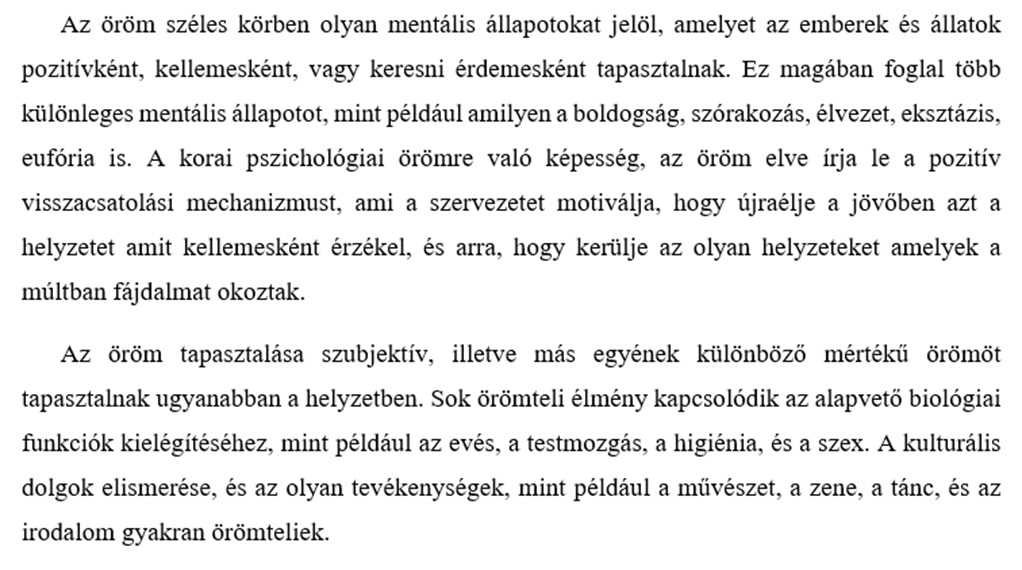 Az öröm széles körben olyan mentális állapotokat jelöl, amelyet az emberek és állatok
pozitívként, kellemesként, vagy keresni érdemesként tapasztalnak. Ez magában foglal több
különleges mentális állapotot, mint például amilyen a boldogság, szórakozás, élvezet, eksztázis,
eufória is. A korai pszichológiai örömre való képesség, az öröm elve írja le a pozitív
visszacsatolási mechanizmust, ami a szervezetet motiválja, hogy újraélje a jövőben azt a
helyzetet amit kellemesként érzékel, és arra, hogy kerülje az olyan helyzeteket amelyek a
múltban fájdalmat okoztak.
Az öröm tapasztalása szubjektív, illetve más egyének különböző mértékű örömöt
tapasztalnak ugyanabban a helyzetben. Sok örömteli élmény kapcsolódik az alapvető biológiai
funkciók kielégítéséhez, mint például az evés, a testmozgás, a higiénia, és a szex. A kulturális
dolgok elismerése, és az olyan tevékenységek, mint például a művészet, a zene, a tánc, és az
irodalom gyakran örömteliek.